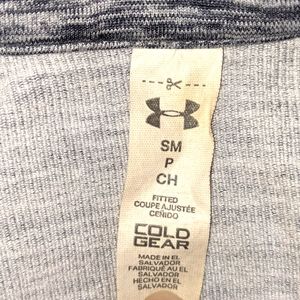 SM
P
CH
FITTED
COUPE AJUSTÉE
CEÑIDO
COLD
GEAR
MADE IN EL
SALVADOR
FABRIQUÉ AU EL
SALVADOR
HECHO EN EL
SALVADOR